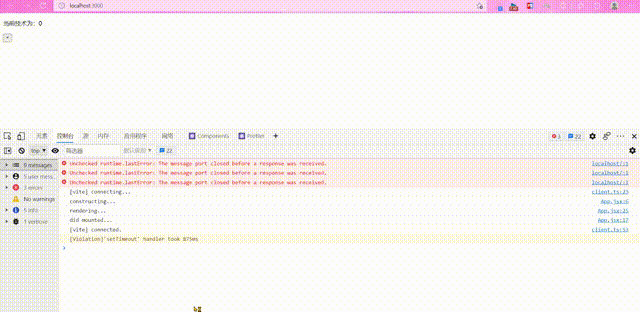 localhost:3000
当前技术为: 0
元素 控制台 源 内存 应用程序 网络 Components Profiler
3 22
top 筛选器 默认级别 22
8 messages
5 user mess...
3 errors
No warnings
5 info
1 verbose
Unchecked runtime.lastError: The message port closed before a response was received. localhost/:1
Unchecked runtime.lastError: The message port closed before a response was received. localhost/:1
Unchecked runtime.lastError: The message port closed before a response was received. localhost/:1
[vite] connecting... client.ts:23
constructing... App.jsx:6
rendering... App.jsx:25
did mounted... App.jsx:17
[vite] connected. client.ts:53
[Violation]'setTimeout' handler took 875ms